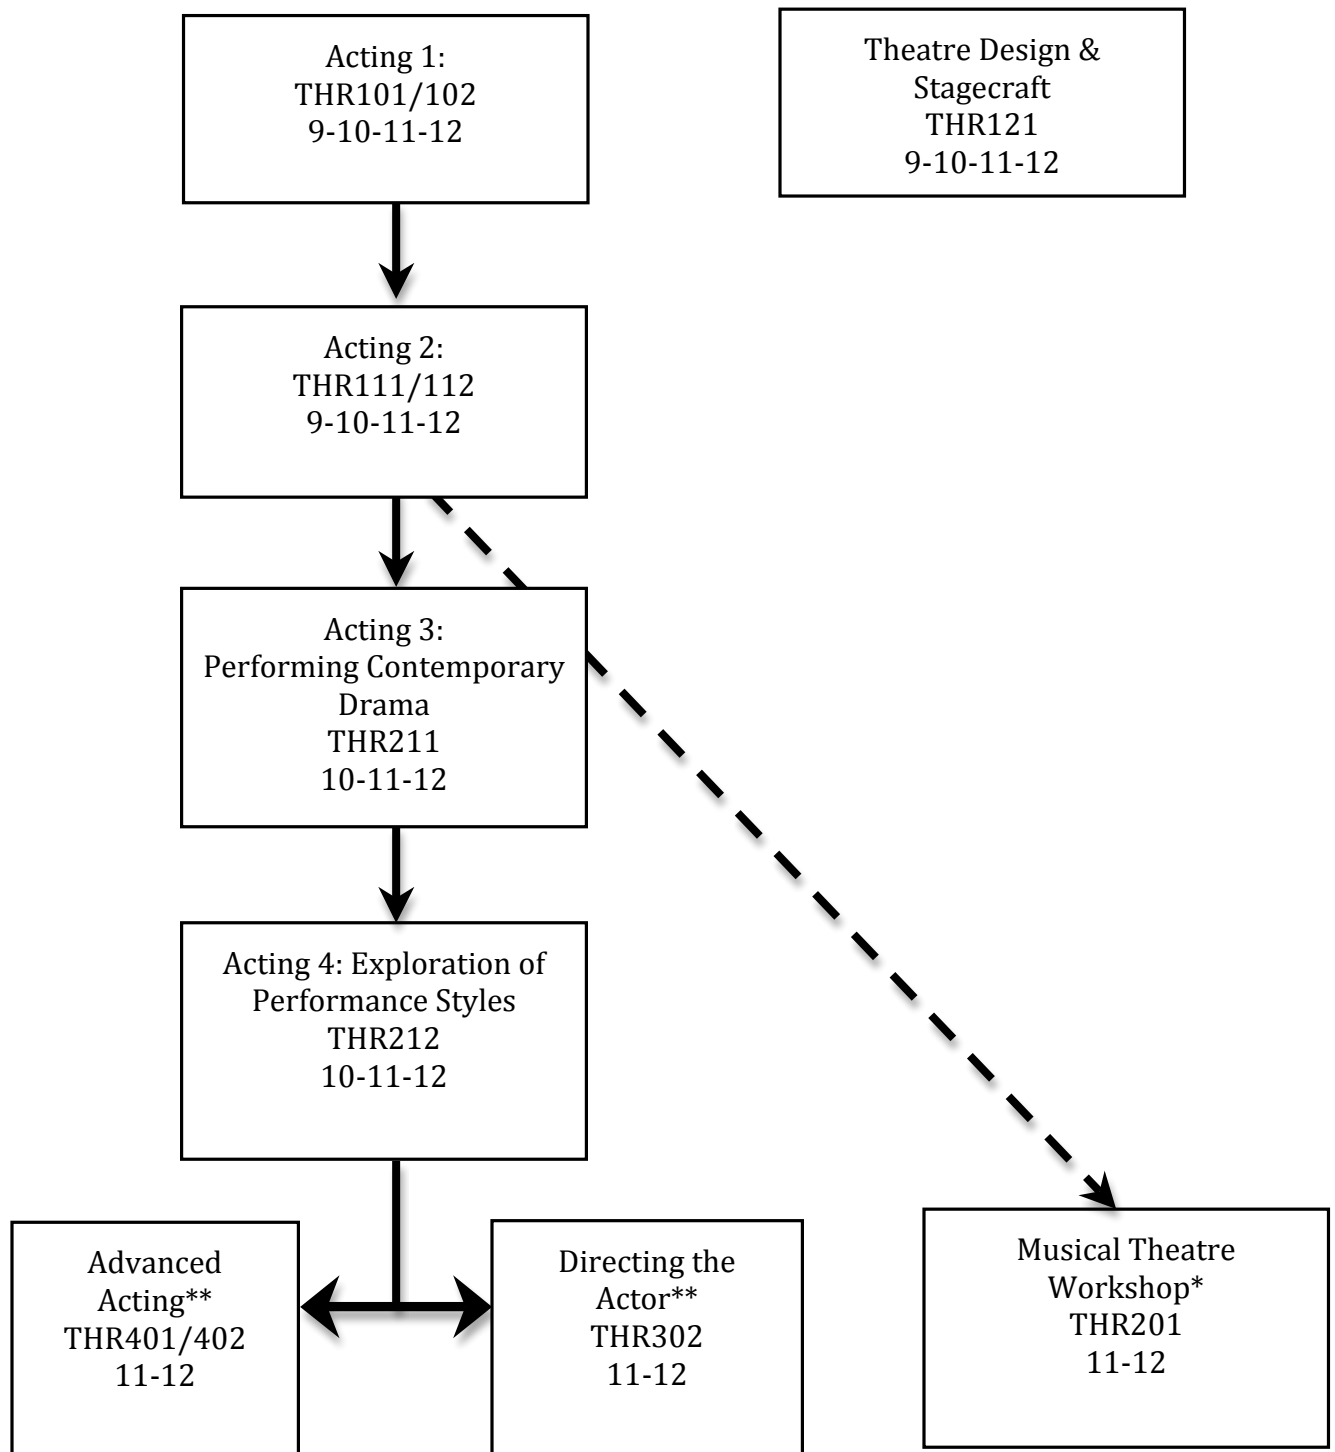 Acting 1:
THR101/102
9-10-11-12
Theatre Design &
Stagecraft
THR121
9-10-11-12
Acting 2:
THR111/112
9-10-11-12
Acting 3:
Performing Contemporary
Drama
THR211
10-11-12
Acting 4: Exploration of
Performance Styles
THR212
10-11-12
Advanced
Acting**
THR401/402
11-12
Directing the
Actor**
THR302
11-12
Musical Theatre
Workshop*
THR201
11-12